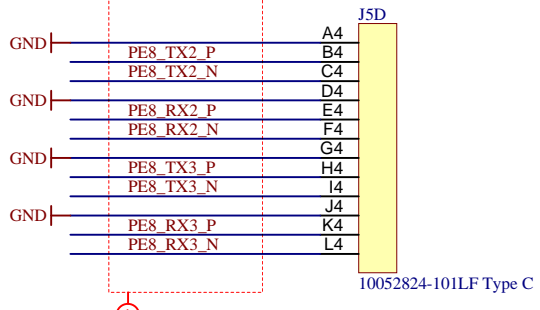 J5D
GND A4
PE8_TX2_P B4
PE8_TX2_N C4
GND D4
PE8_RX2_P E4
PE8_RX2_N F4
GND G4
PE8_TX3_P H4
PE8_TX3_N I4
GND J4
PE8_RX3_P K4
PE8_RX3_N L4
10052824-101LF Type C